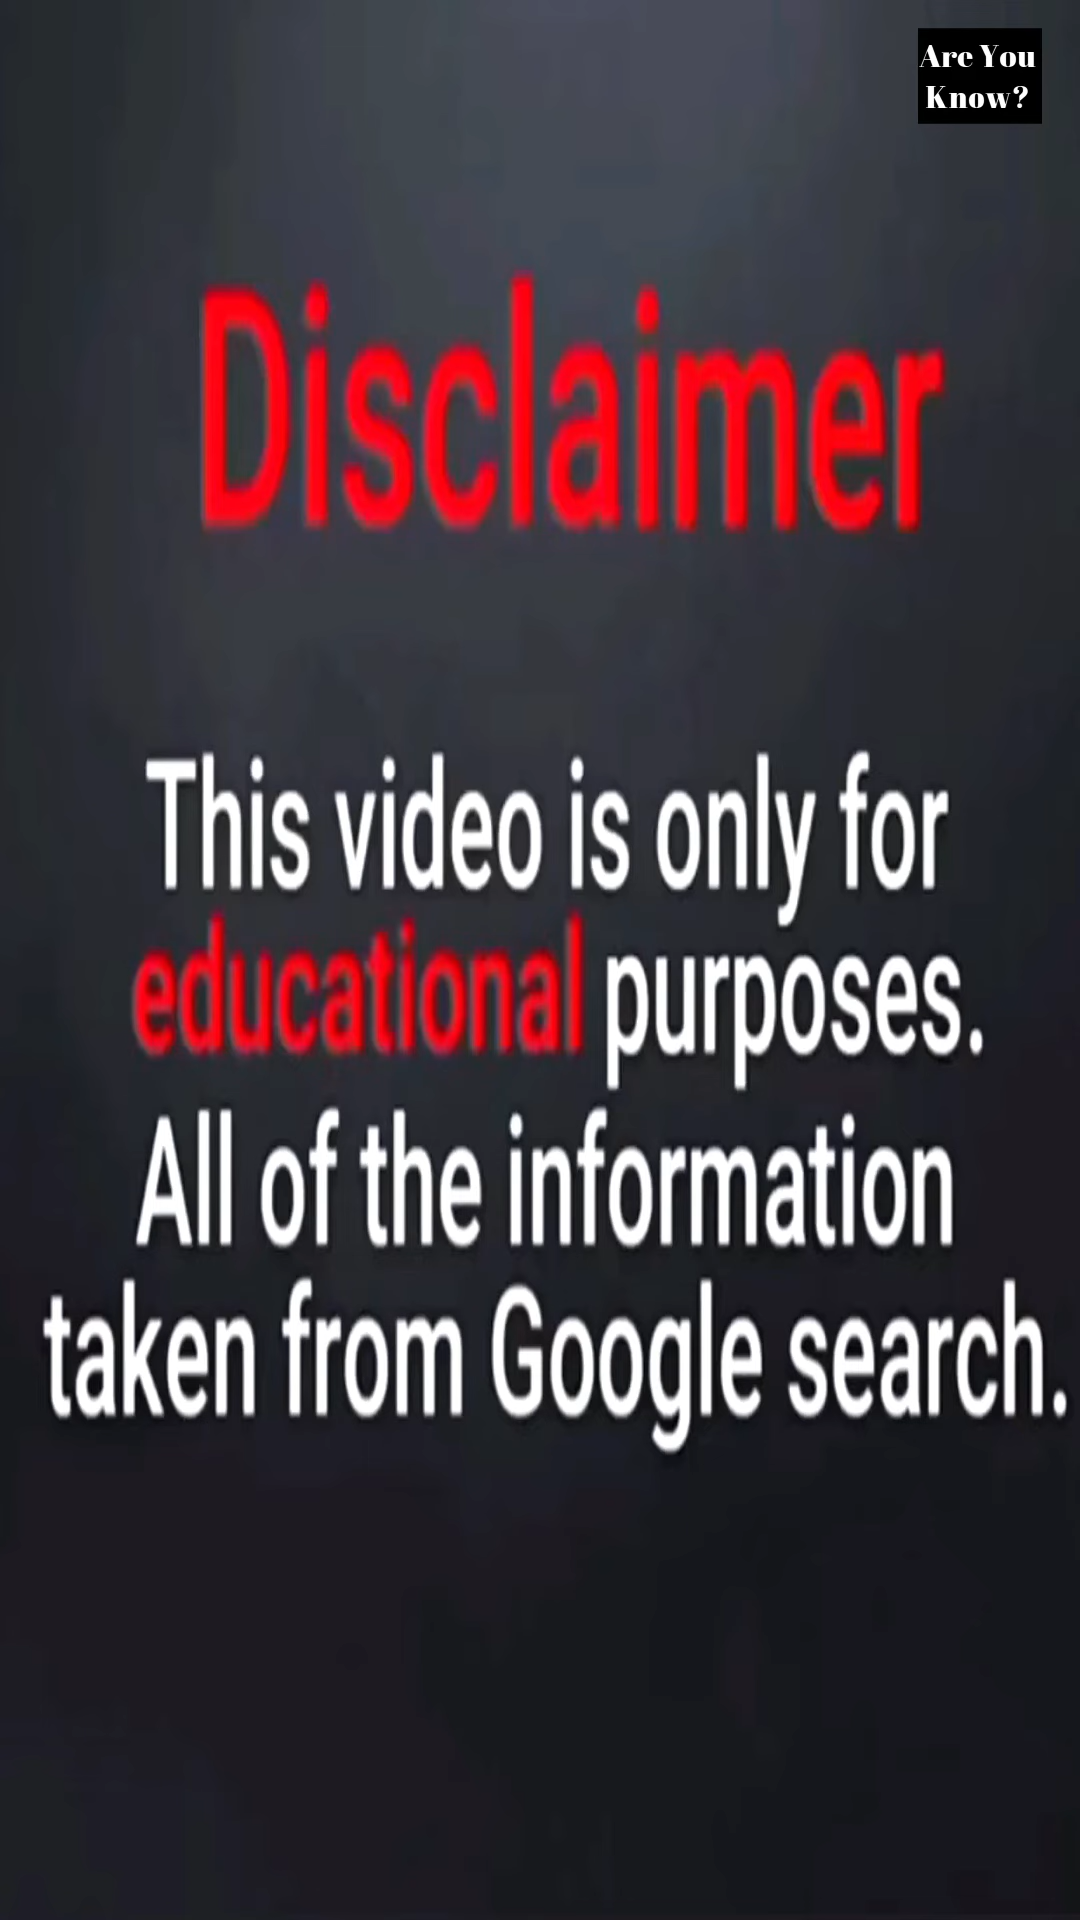 Are You
Know?
Disclaimer
This video is only for
educational purposes.
All of the information
taken from Google search.